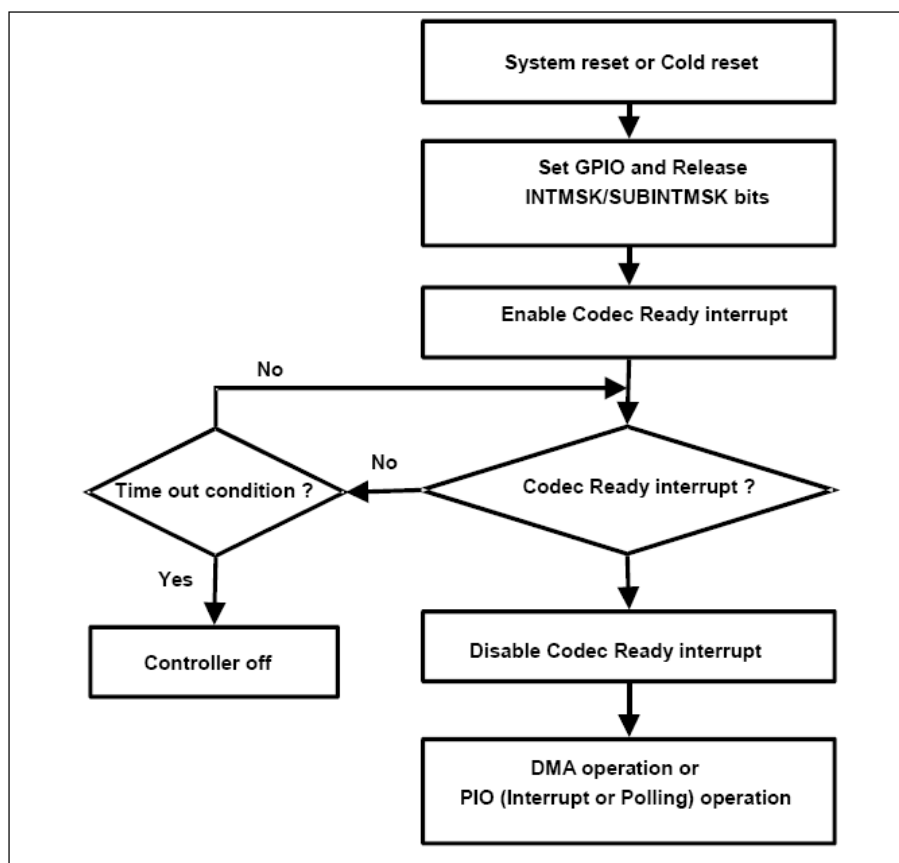 System reset or Cold reset
Set GPIO and Release
INTMSK/SUBINTMSK bits
Enable Codec Ready interrupt
No
No
Time out condition ?
Codec Ready interrupt ?
Yes
Controller off
Disable Codec Ready interrupt
DMA operation or
PIO (Interrupt or Polling) operation